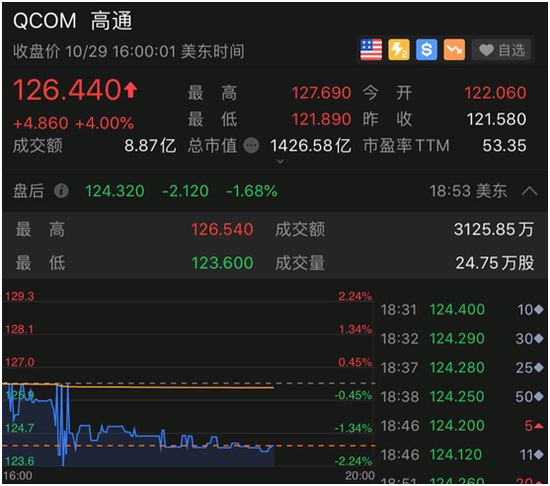 QCOM 高通
收盘价 10/29 16:00:01 美东时间
2 $ 自选
126.440 最高 127.690 今开 122.060
+4.860 +4.00% 最低 121.890 昨收 121.580
成交额 8.87亿 总市值 1426.58亿 市盈率TTM 53.35
盘后 124.320 -2.120 -1.68% 18:53 美东
最高 126.540 成交额 3125.85万
最低 123.600 成交量 24.75万股
129.3 2.24% 18:31 124.400 10
128.1 1.34% 18:32 124.290 30
127.0 0.45% 18:37 124.280 25
125.9 -0.45% 18:38 124.250 50
124.7 -1.34% 18:46 124.200 5
123.6 -2.24% 18:46 124.120 11
16:00 20:00 18:51 124.260 20